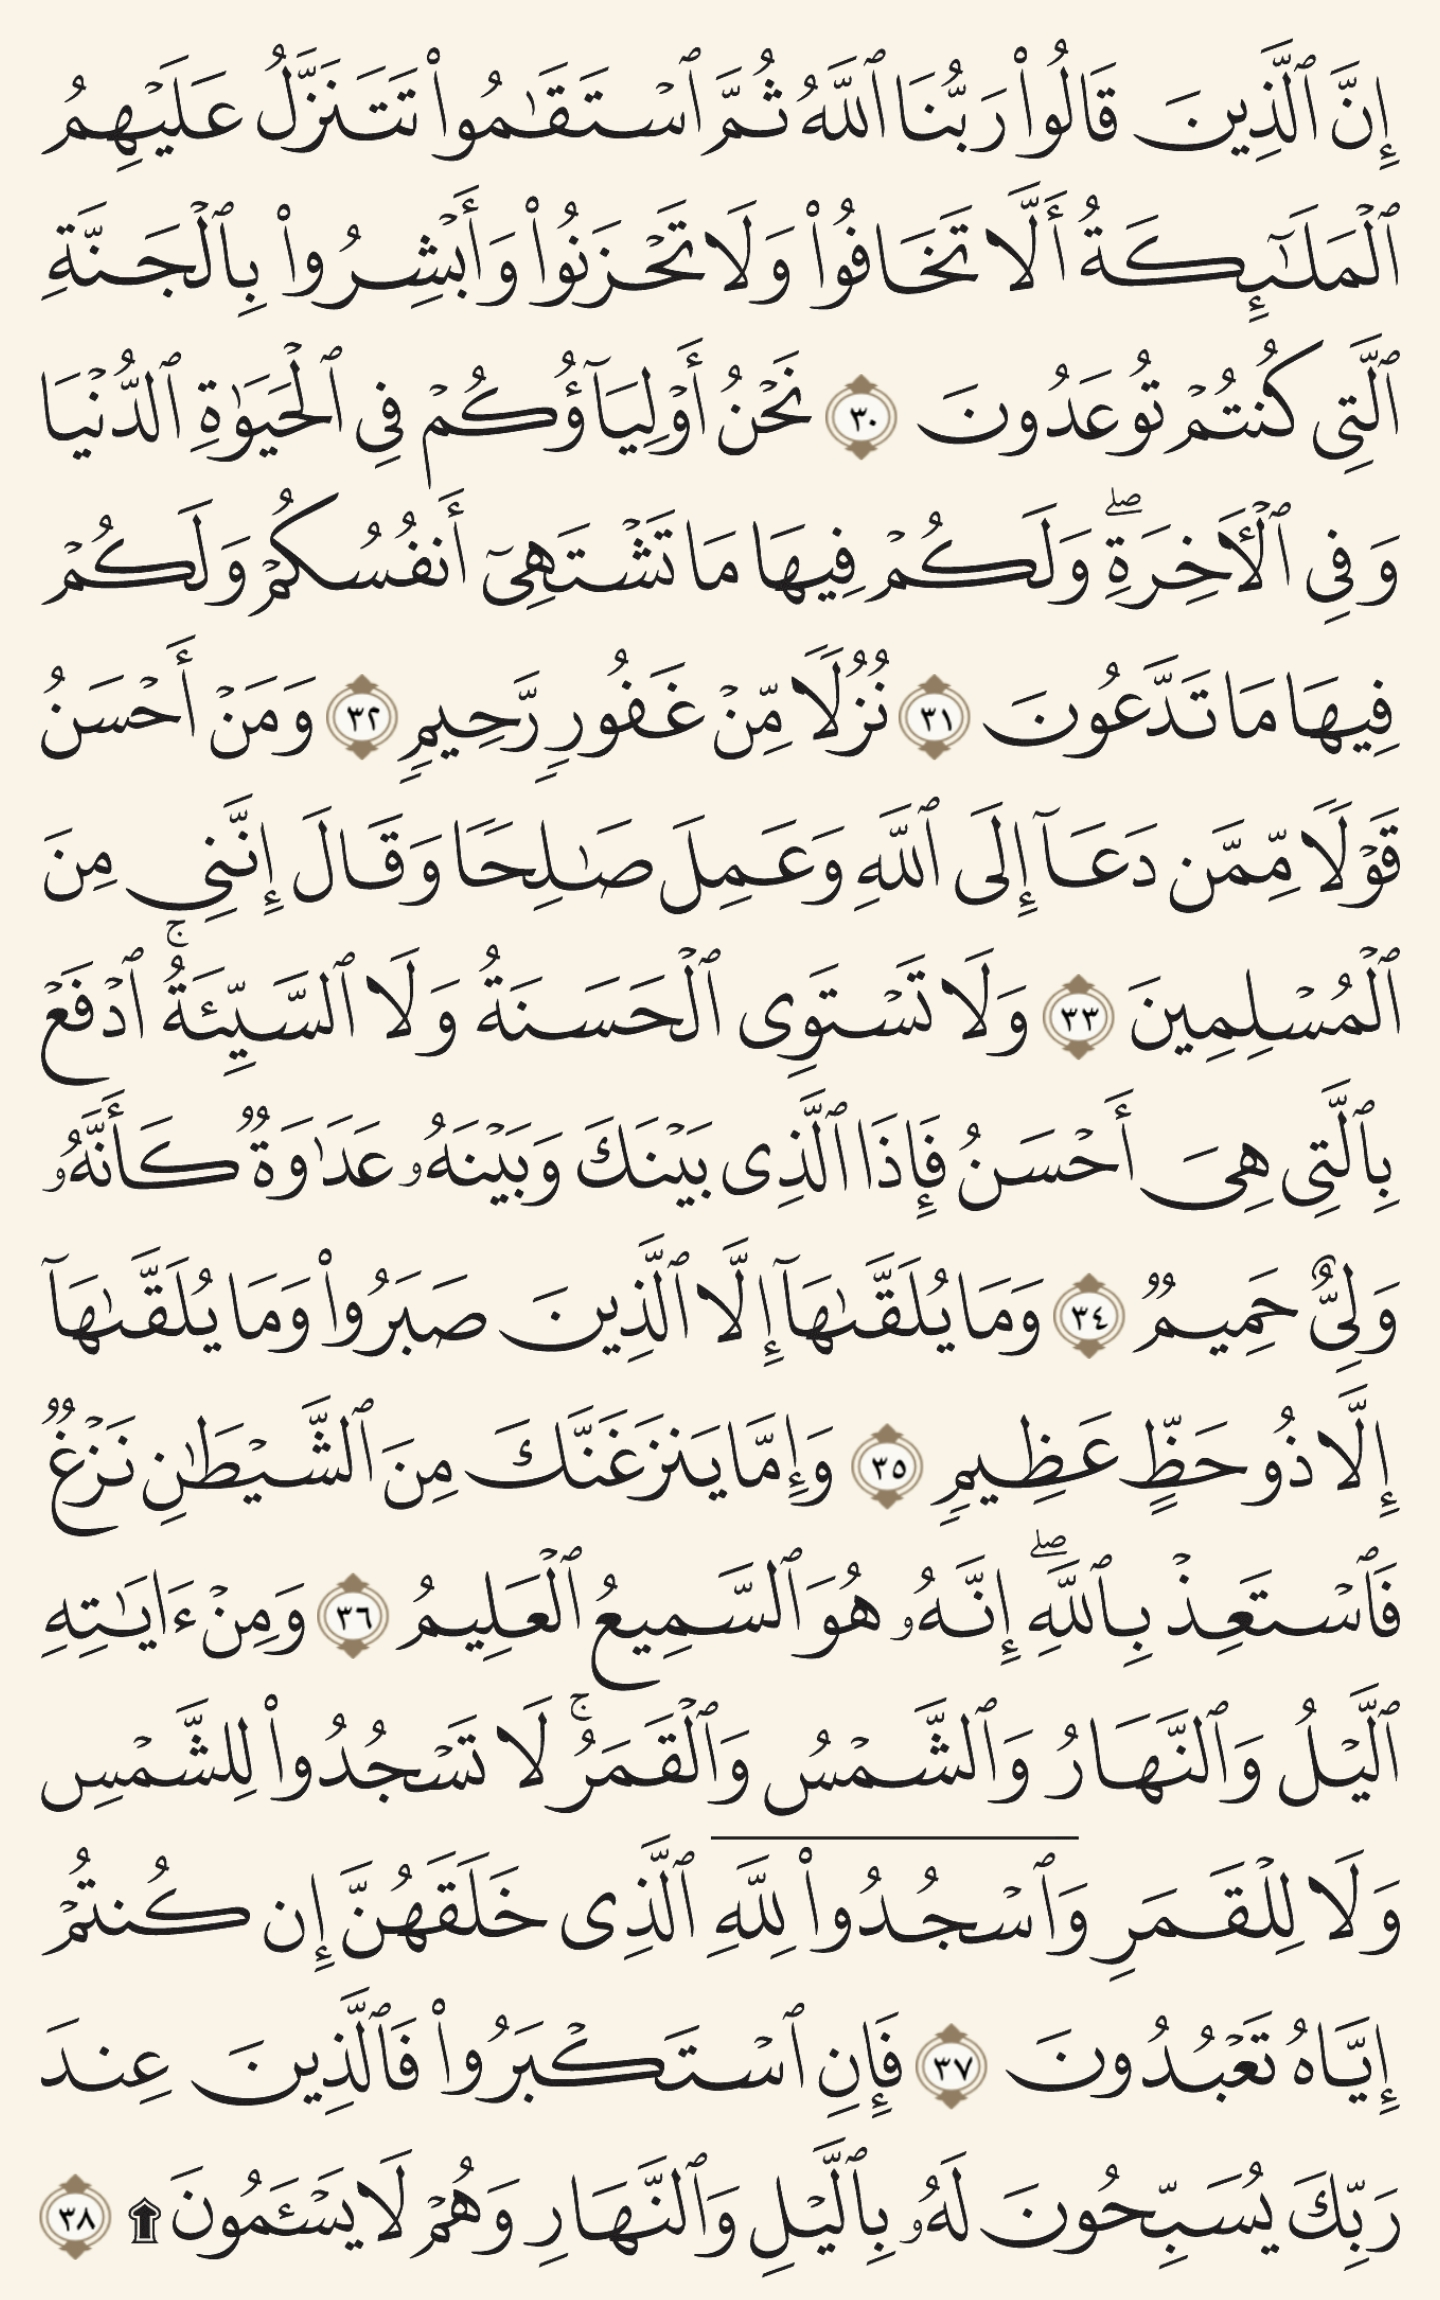 إِنَّ ٱلَّذِينَ قَالُوا۟ رَبُّنَا ٱللَّهُ ثُمَّ ٱسْتَقَـٰمُوا۟ تَتَنَزَّلُ عَلَيْهِمُ
ٱلْمَلَـٰٓئِكَةُ أَلَّا تَخَافُوا۟ وَلَا تَحْزَنُوا۟ وَأَبْشِرُوا۟ بِٱلْجَنَّةِ
ٱلَّتِى كُنتُمْ تُوعَدُونَ ٣٠ نَحْنُ أَوْلِيَآؤُكُمْ فِى ٱلْحَيَوٰةِ ٱلدُّنْيَا
وَفِى ٱلْـَٔاخِرَةِ ۖ وَلَكُمْ فِيهَا مَا تَشْتَهِىٓ أَنفُسُكُمْ وَلَكُمْ
فِيهَا مَا تَدَّعُونَ ٣١ نُزُلًا مِّنْ غَفُورٍ رَّحِيمٍ ٣٢ وَمَنْ أَحْسَنُ
قَوْلًا مِّمَّن دَعَآ إِلَى ٱللَّهِ وَعَمِلَ صَـٰلِحًا وَقَالَ إِنَّنِى مِنَ
ٱلْمُسْلِمِينَ ٣٣ وَلَا تَسْتَوِى ٱلْحَسَنَةُ وَلَا ٱلسَّيِّئَةُ ۚ ٱدْفَعْ
بِٱلَّتِى هِىَ أَحْسَنُ فَإِذَا ٱلَّذِى بَيْنَكَ وَبَيْنَهُۥ عَدَٰوَةٌ كَأَنَّهُۥ
وَلِىٌّ حَمِيمٌ ٣٤ وَمَا يُلَقَّىٰهَآ إِلَّا ٱلَّذِينَ صَبَرُوا۟ وَمَا يُلَقَّىٰهَآ
إِلَّا ذُو حَظٍّ عَظِيمٍ ٣٥ وَإِمَّا يَنزَغَنَّكَ مِنَ ٱلشَّيْطَـٰنِ نَزْغٌ
فَٱسْتَعِذْ بِٱللَّهِ ۖ إِنَّهُۥ هُوَ ٱلسَّمِيعُ ٱلْعَلِيمُ ٣٦ وَمِنْ ءَايَـٰتِهِ
ٱلَّيْلُ وَٱلنَّهَارُ وَٱلشَّمْسُ وَٱلْقَمَرُ ۚ لَا تَسْجُدُوا۟ لِلشَّمْسِ
وَلَا لِلْقَمَرِ وَٱسْجُدُوا۟ لِلَّهِ ٱلَّذِى خَلَقَهُنَّ إِن كُنتُمْ
إِيَّاهُ تَعْبُدُونَ ٣٧ فَإِنِ ٱسْتَكْبَرُوا۟ فَٱلَّذِينَ عِندَ
رَبِّكَ يُسَبِّحُونَ لَهُۥ بِٱلَّيْلِ وَٱلنَّهَارِ وَهُمْ لَا يَسْـَٔمُونَ ۩ ٣٨